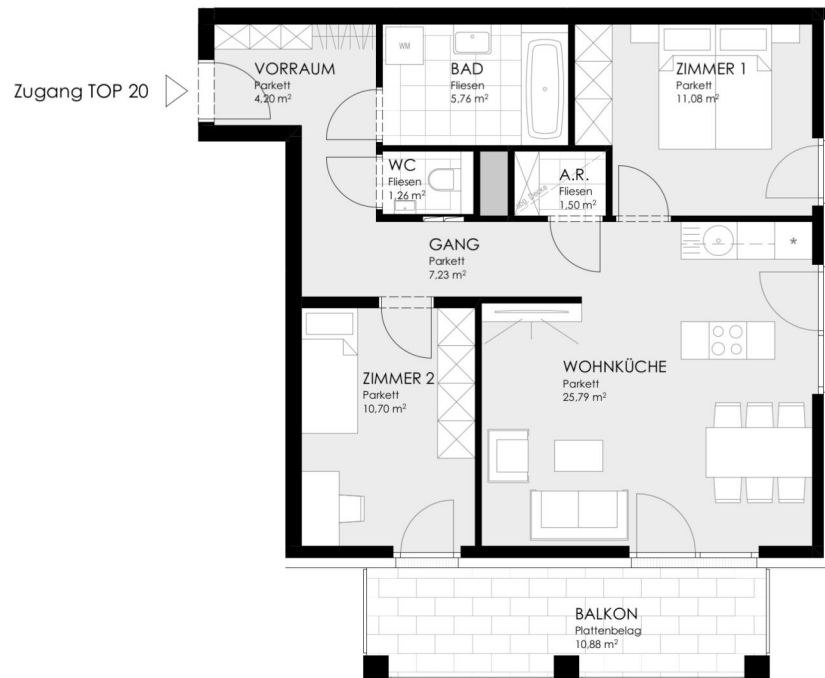 Zugang TOP 20
VORRAUM
Parkett
4,20 m²
WM
BAD
Fliesen
5,76 m²
ZIMMER 1
Parkett
11,08 m²
WC
Fliesen
1,26 m²
A.R.
Fliesen
1,50 m²
abg. Decke
GANG
Parkett
7,23 m²
*
ZIMMER 2
Parkett
10,70 m²
WOHNKÜCHE
Parkett
25,79 m²
BALKON
Plattenbelag
10,88 m²